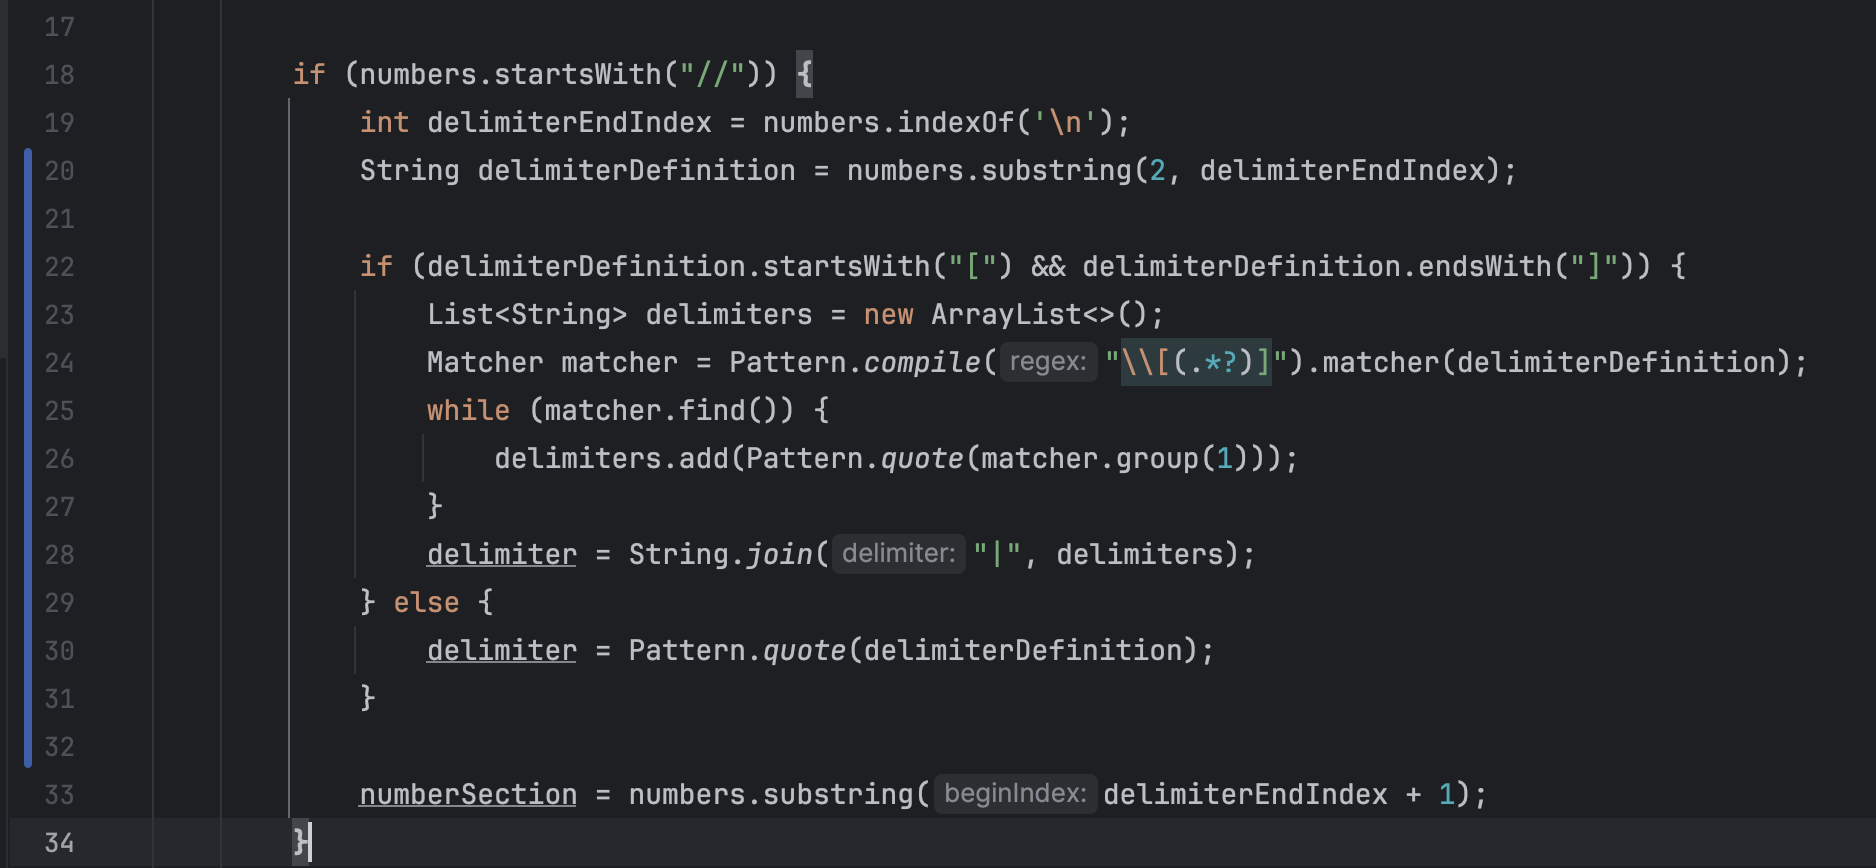 17
18 if (numbers.startsWith("//")) {
19 int delimiterEndIndex = numbers.indexOf('\n');
20 String delimiterDefinition = numbers.substring(2, delimiterEndIndex);
21
22 if (delimiterDefinition.startsWith("[") && delimiterDefinition.endsWith("]")) {
23 List<String> delimiters = new ArrayList<>();
24 Matcher matcher = Pattern.compile( regex: "\\[(.*?)]").matcher(delimiterDefinition);
25 while (matcher.find()) {
26 delimiters.add(Pattern.quote(matcher.group(1)));
27 }
28 delimiter = String.join( delimiter: "|", delimiters);
29 } else {
30 delimiter = Pattern.quote(delimiterDefinition);
31 }
32
33 numberSection = numbers.substring( beginIndex: delimiterEndIndex + 1);
34 }